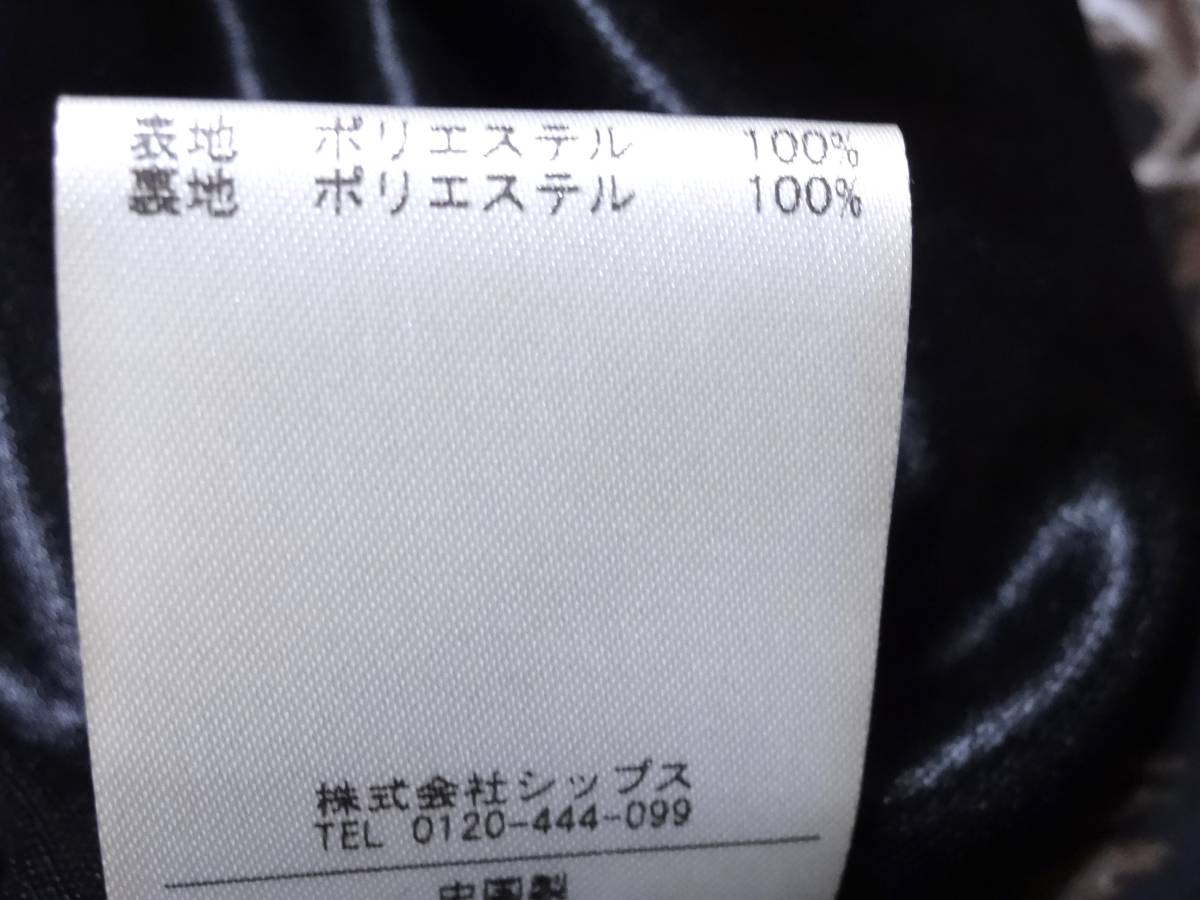 表地 ポリエステル 100%
裏地 ポリエステル 100%
株式会社シップス
TEL 0120-444-099
中国製